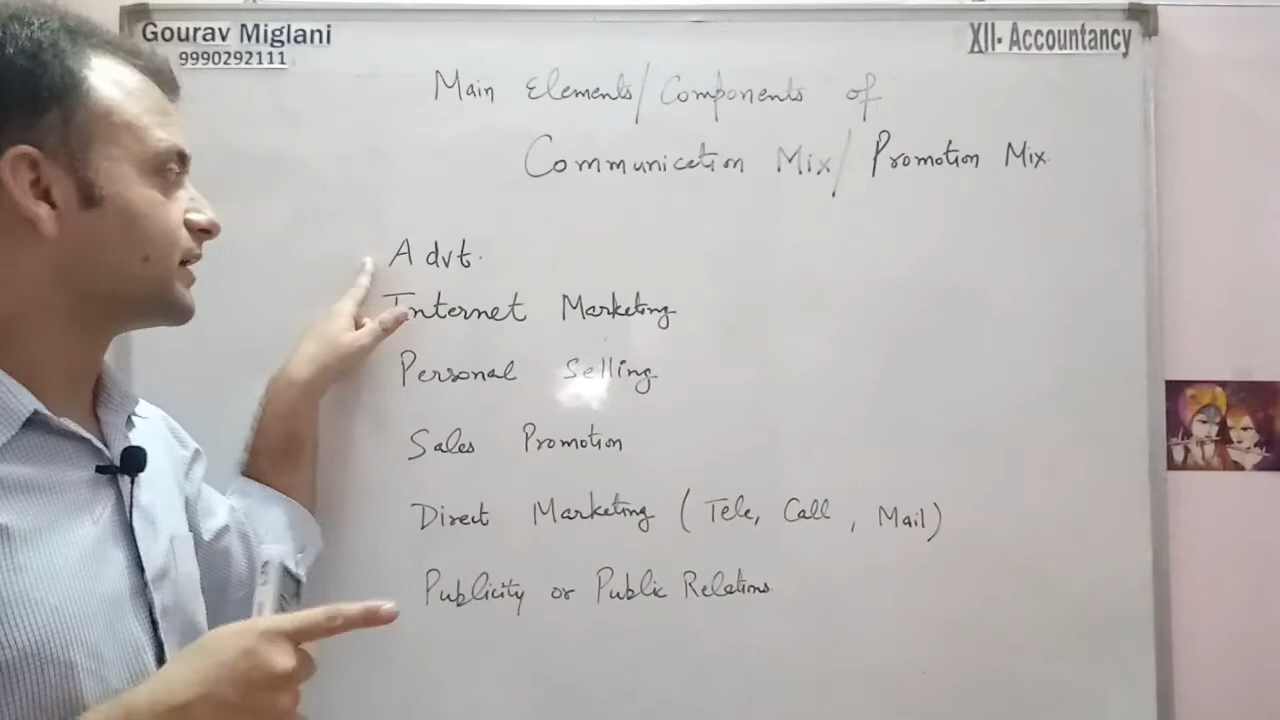 Gourav Miglani
9990292111
XII- Accountancy
Main Elements/Components of
Communication Mix/Promotion Mix.
Advt.
Internet Marketing
Personal Selling
Sales Promotion
Direct Marketing (Tele, Call, Mail)
Publicity or Public Relations.